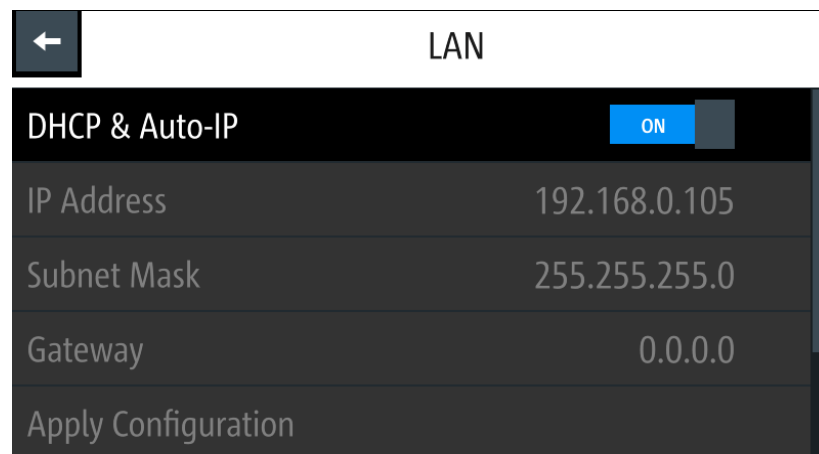 LAN
DHCP & Auto-IP ON
IP Address 192.168.0.105
Subnet Mask 255.255.255.0
Gateway 0.0.0.0
Apply Configuration